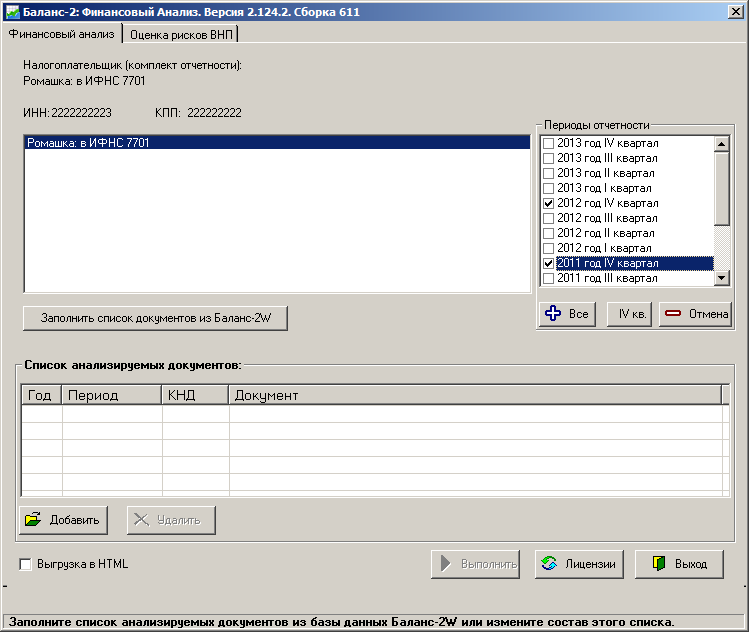 Баланс-2: Финансовый Анализ. Версия 2.124.2. Сборка 611
Финансовый анализ
Оценка рисков ВНП
Налогоплательщик (комплект отчетности):
Ромашка: в ИФНС 7701
ИНН: 2222222223 КПП: 222222222
Ромашка: в ИФНС 7701
Периоды отчетности
2013 год IV квартал
2013 год III квартал
2013 год II квартал
2013 год I квартал
2012 год IV квартал
2012 год III квартал
2012 год II квартал
2012 год I квартал
2011 год IV квартал
2011 год III квартал
Заполнить список документов из Баланс-2W
Все
IV кв.
Отмена
Список анализируемых документов:
Год Период КНД Документ
Добавить
Удалить
Выгрузка в HTML
Выполнить
Лицензии
Выход
Заполните список анализируемых документов из базы данных Баланс-2W или измените состав этого списка.